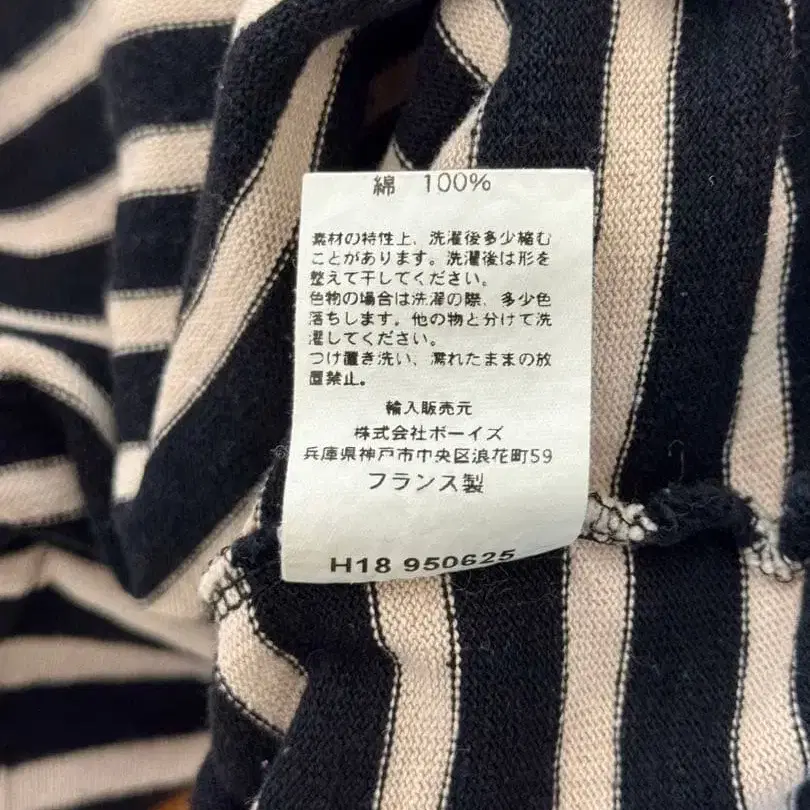 綿 100%
素材の特性上、洗濯後多少縮む
ことがあります。洗濯後は形を
整えて干してください。
色物の場合は洗濯の際、多少色
落ちします。他の物と分けて洗
濯してください。
つけ置き洗い、濡れたままの放
置禁止。
輸入販売元
株式会社ボーイズ
兵庫県神戸市中央区浪花町59
フランス製
H18 950625